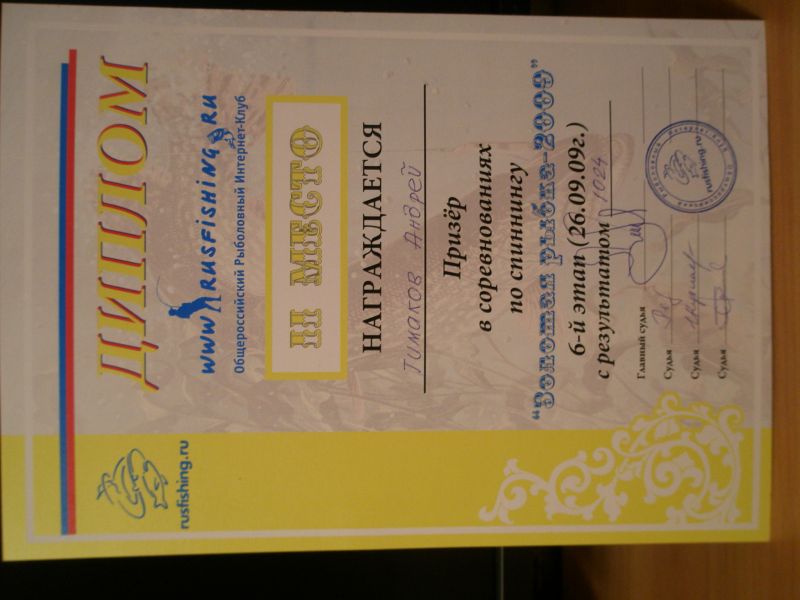 ДИПЛОМ
rusfishing.ru
WWW.RUSFISHING.RU
Общероссийский Рыболовный Интернет-Клуб
II МЕСТО
НАГРАЖДАЕТСЯ
Тимаков Андрей
Призёр
в соревнованиях
по спиннингу
"Золотая рыбка-2009"
6-й этап (26.09.09г.)
с результатом 1024
Главный судья
Судья
Судья
Судья
rusfishing.ru